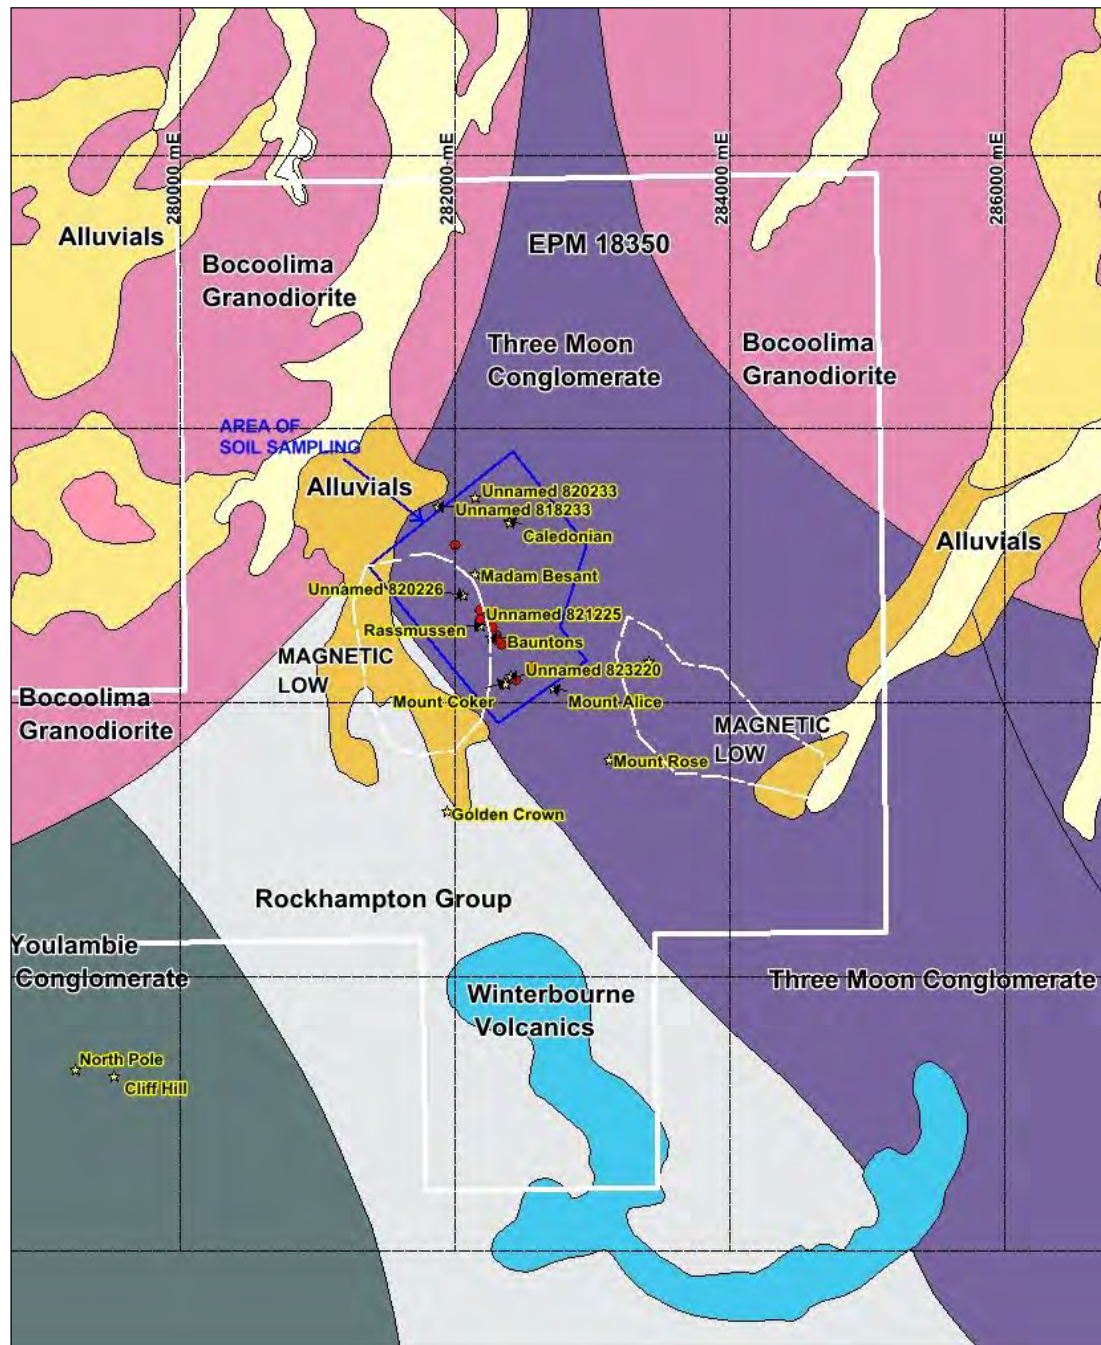 280000 mE
282000 mE
284000 mE
286000 mE
Alluvials
EPM 18350
Bocoolima
Granodiorite
Three Moon
Conglomerate
Bocoolima
Granodiorite
AREA OF
SOIL SAMPLING
Alluvials
Unnamed 820233
Unnamed 818233
Caledonian
Alluvials
Madam Besant
Unnamed 820226
Unnamed 821225
Rassmussen
Bauntons
MAGNETIC
LOW
Unnamed 823220
Bocoolima
Granodiorite
Mount Coker
Mount Alice
MAGNETIC
LOW
Mount Rose
Golden Crown
Rockhampton Group
Youlambie
Conglomerate
Three Moon Conglomerate
Winterbourne
Volcanics
North Pole
Cliff Hill